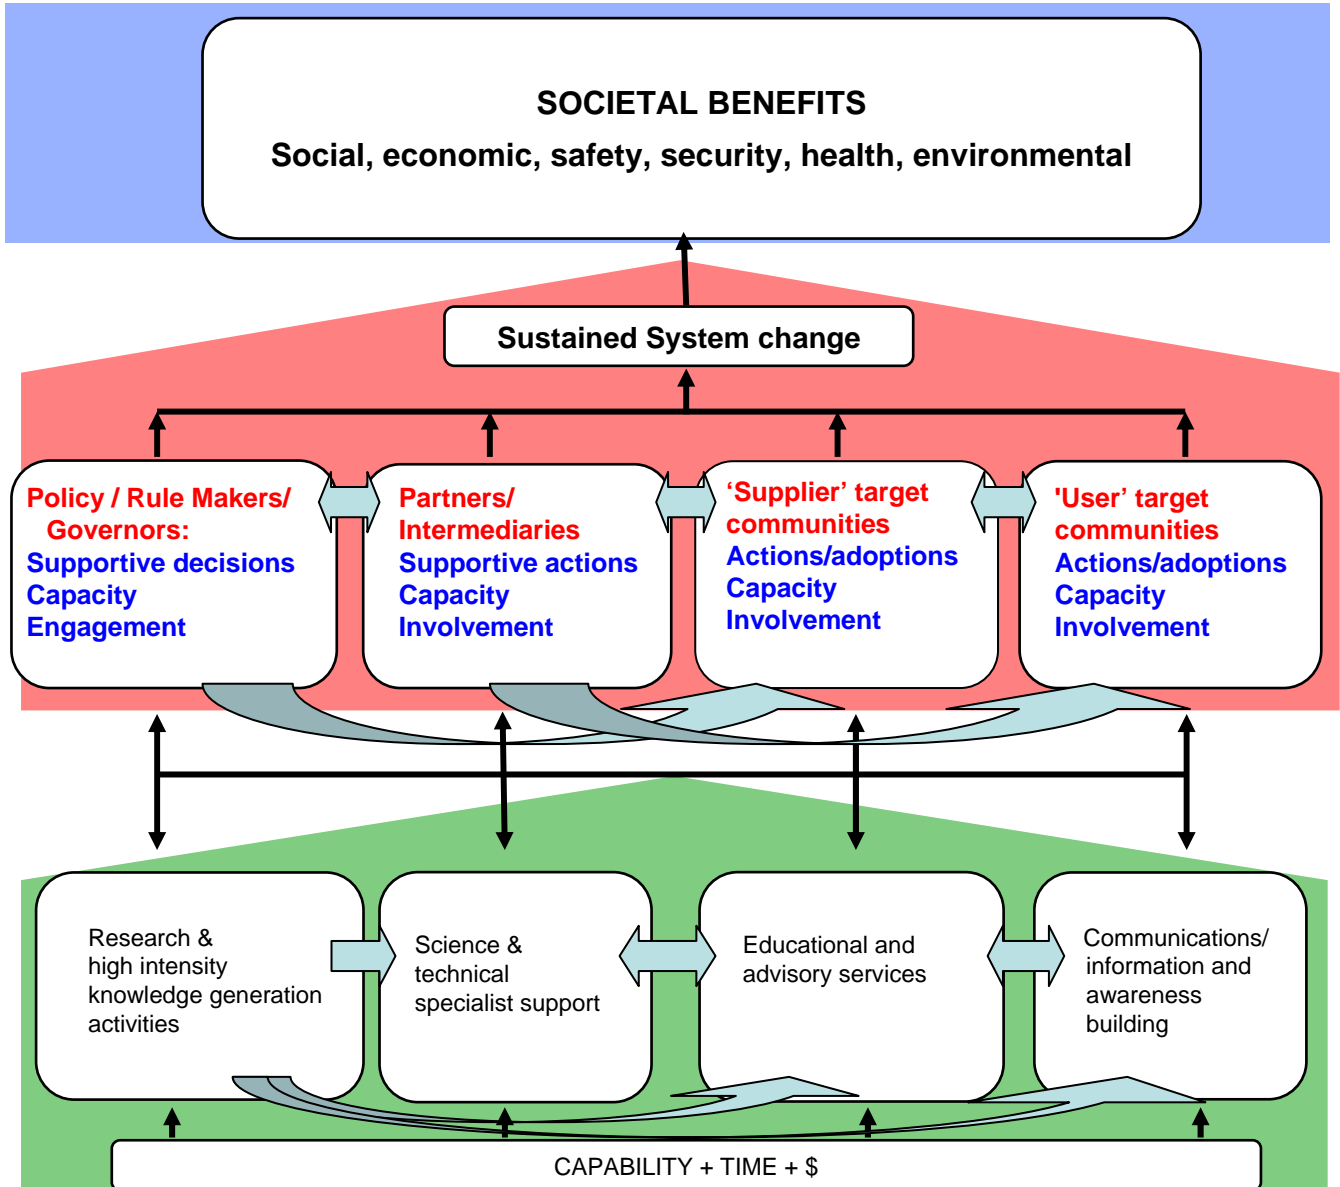 SOCIETAL BENEFITS
Social, economic, safety, security, health, environmental
Sustained System change
Policy / Rule Makers/
Governors:
Supportive decisions
Capacity
Engagement
Partners/
Intermediaries
Supportive actions
Capacity
Involvement
‘Supplier’ target
communities
Actions/adoptions
Capacity
Involvement
'User’ target
communities
Actions/adoptions
Capacity
Involvement
Research &
high intensity
knowledge generation
activities
Science &
technical
specialist support
Educational and
advisory services
Communications/
information and
awareness
building
CAPABILITY + TIME + $